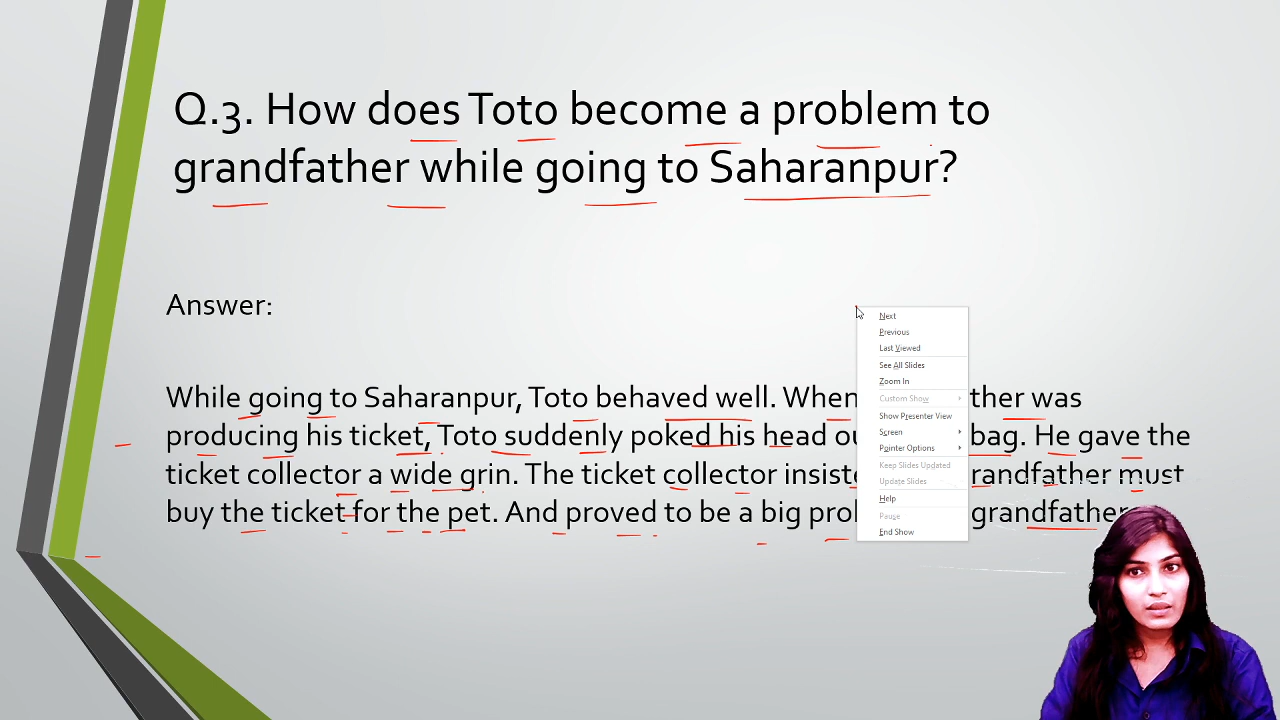 Q.3. How does Toto become a problem to
grandfather while going to Saharanpur?
Answer:
While going to Saharanpur, Toto behaved well. When ther was
producing his ticket, Toto suddenly poked his head bag. He gave the
ticket collector a wide grin. The ticket collector must
buy the ticket for the pet. And proved to be a big grandfather
Next
Previous
Last Viewed
See All Slides
Zoom In
Custom Show
Show Presenter View
Screen
Pointer Options
Keep Slides Updated
Update Slides
Help
Pause
End Show